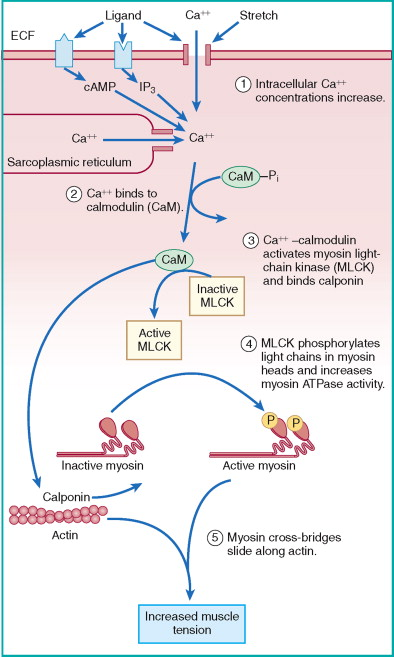 Ligand
Ca++
Stretch
ECF
cAMP
IP3
① Intracellular Ca++
concentrations increase.
Ca++
Ca++
Sarcoplasmic reticulum
CaM
Pi
② Ca++ binds to
calmodulin (CaM).
③ Ca++ –calmodulin
activates myosin light-
chain kinase (MLCK)
and binds calponin
CaM
Inactive
MLCK
Active
MLCK
④ MLCK phosphorylates
light chains in myosin
heads and increases
myosin ATPase activity.
P
P
Inactive myosin
Active myosin
Calponin
Actin
⑤ Myosin cross-bridges
slide along actin.
Increased muscle
tension